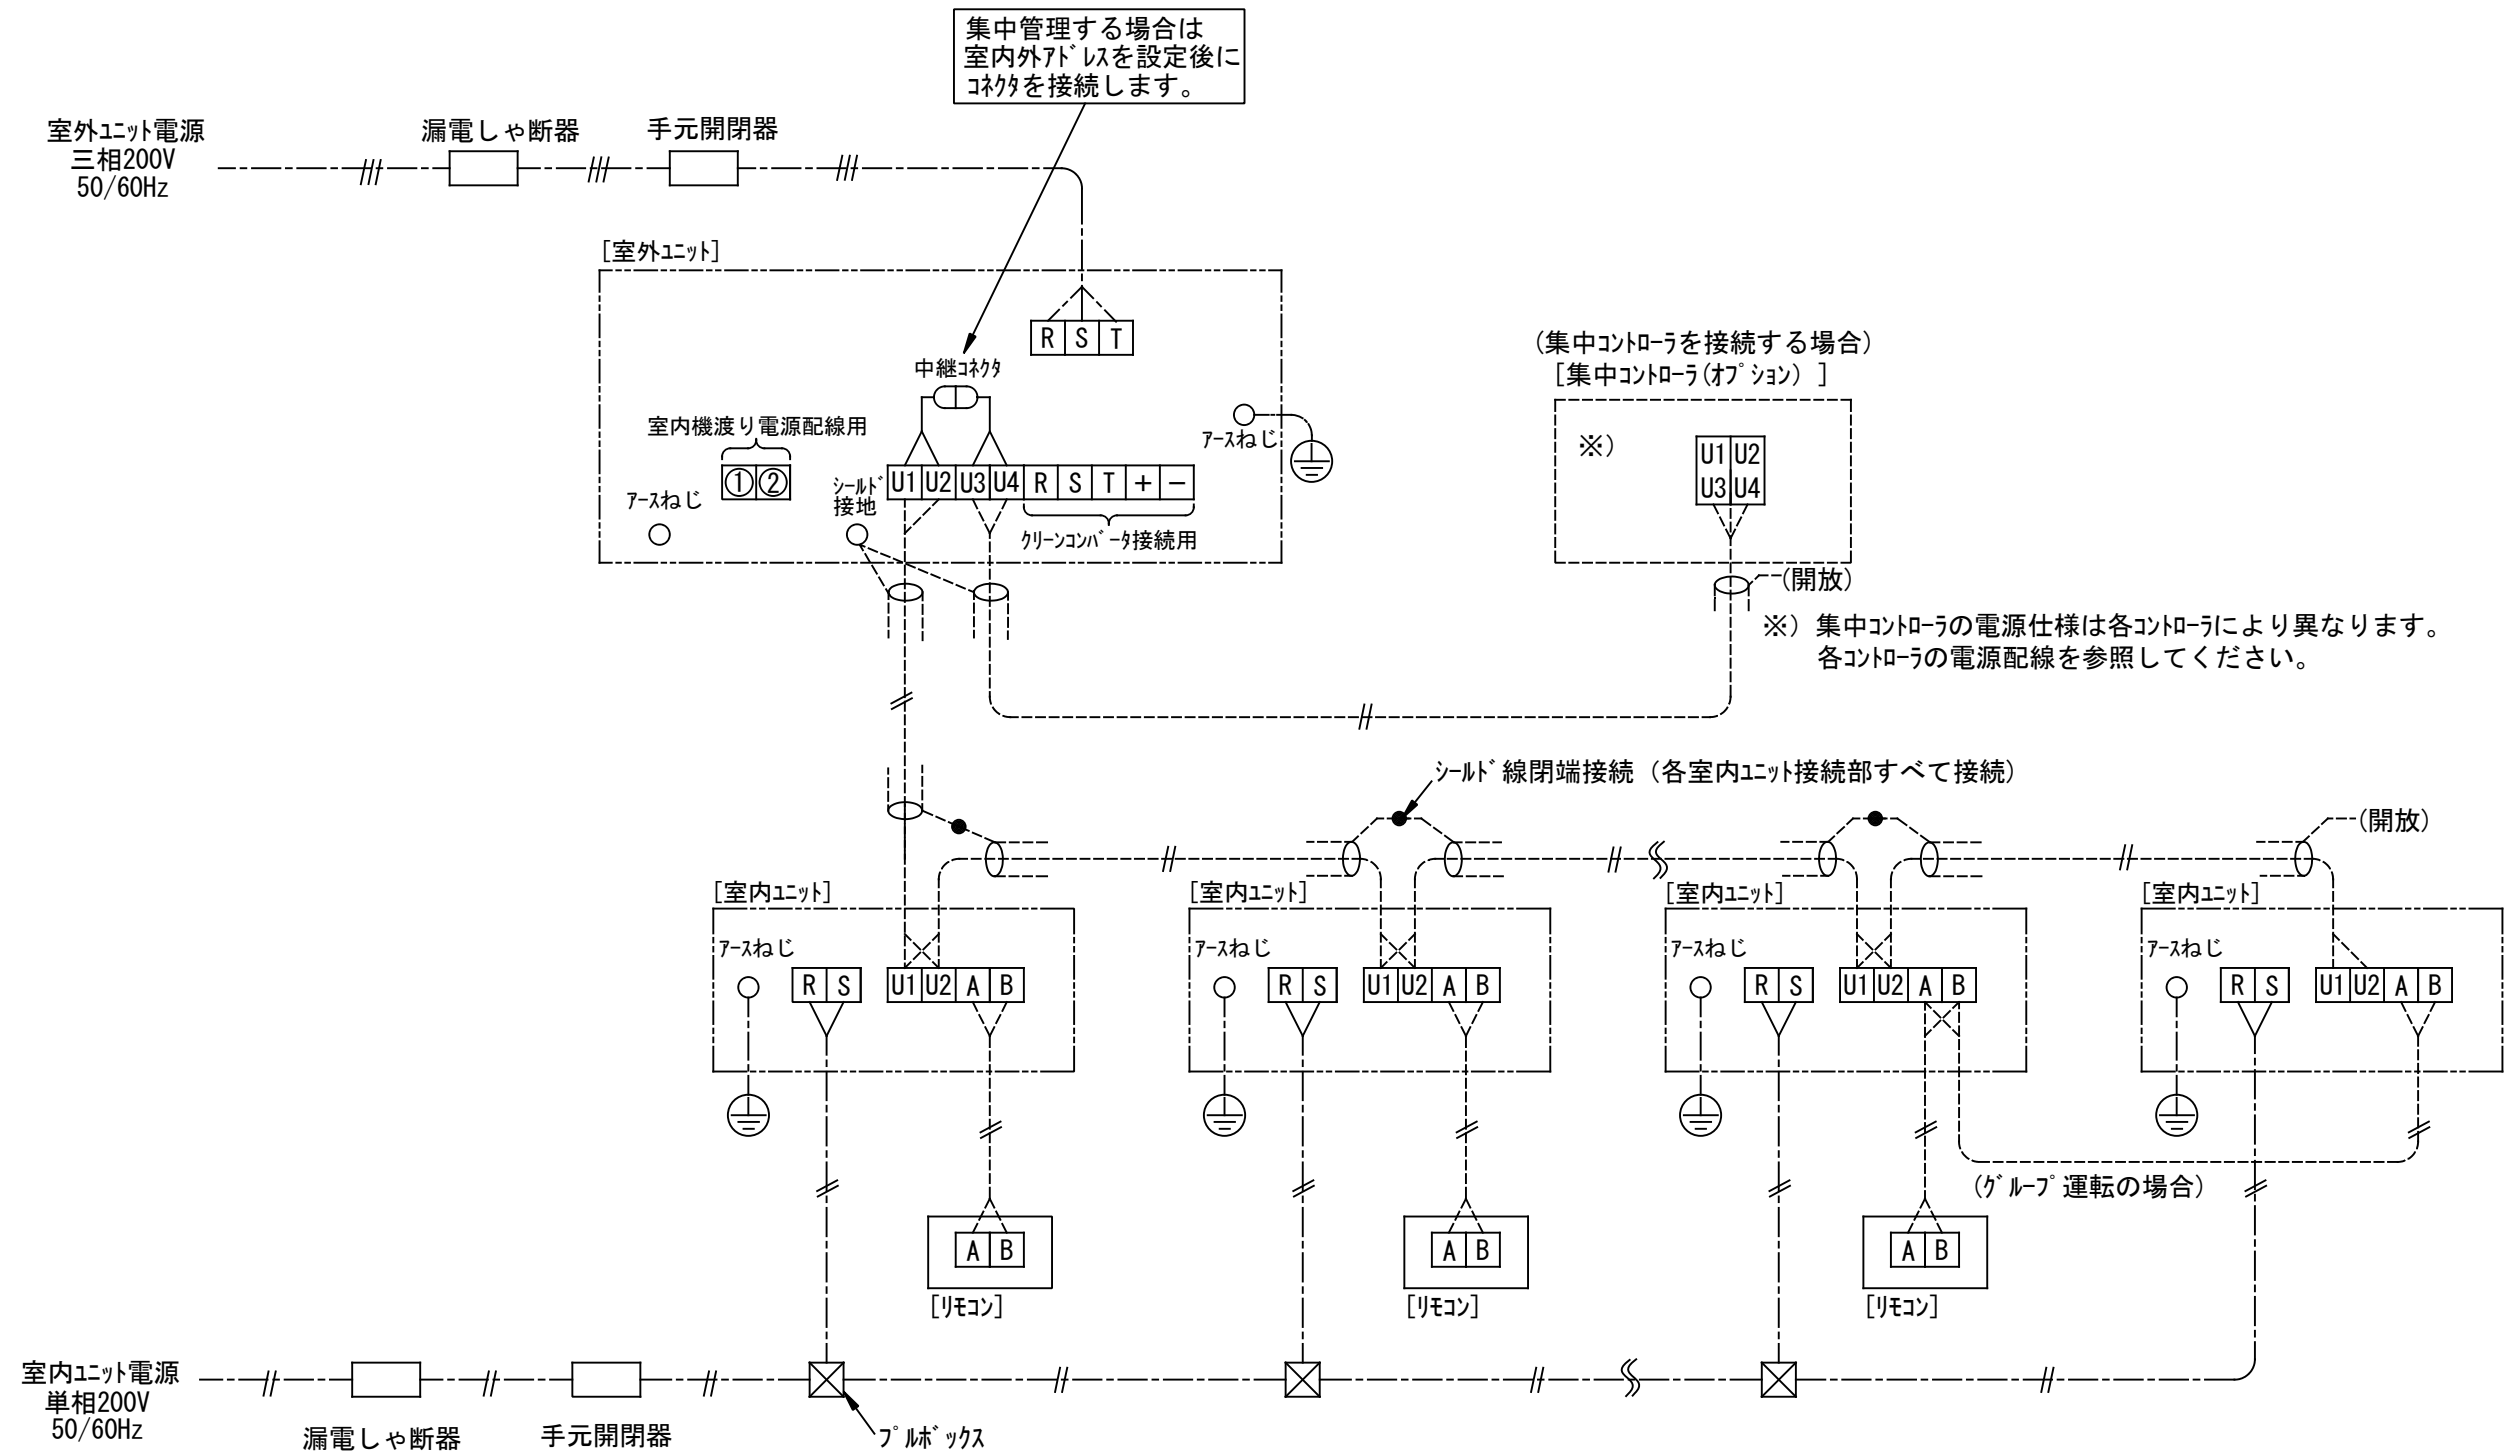 集中管理する場合は
室内外ｱﾄﾞﾚｽを設定後に
ｺﾈｸﾀを接続します。
室外ﾕﾆｯﾄ電源
三相200V
50/60Hz
漏電しゃ断器
手元開閉器
[室外ﾕﾆｯﾄ]
R S T
中継ｺﾈｸﾀ
室内機渡り電源配線用
① ②
ｱｰｽねじ
ｼｰﾙﾄﾞ
接地
U1 U2 U3 U4 R S T + −
ｸﾘｰﾝｺﾝﾊﾞｰﾀ接続用
ｱｰｽねじ
(集中ｺﾝﾄﾛｰﾗを接続する場合)
[集中ｺﾝﾄﾛｰﾗ(ｵﾌﾟｼｮﾝ) ]
※)
U1 U2
U3 U4
(開放)
※) 集中ｺﾝﾄﾛｰﾗの電源仕様は各ｺﾝﾄﾛｰﾗにより異なります。
各ｺﾝﾄﾛｰﾗの電源配線を参照してください。
ｼｰﾙﾄﾞ線閉端接続 (各室内ﾕﾆｯﾄ接続部すべて接続)
(開放)
[室内ﾕﾆｯﾄ]
ｱｰｽねじ
R S
U1 U2 A B
[室内ﾕﾆｯﾄ]
ｱｰｽねじ
R S
U1 U2 A B
[室内ﾕﾆｯﾄ]
ｱｰｽねじ
R S
U1 U2 A B
[室内ﾕﾆｯﾄ]
ｱｰｽねじ
R S
U1 U2 A B
(ｸﾞﾙｰﾌﾟ運転の場合)
A B
[ﾘﾓｺﾝ]
A B
[ﾘﾓｺﾝ]
A B
[ﾘﾓｺﾝ]
室内ﾕﾆｯﾄ電源
単相200V
50/60Hz
漏電しゃ断器
手元開閉器
ﾌﾟﾙﾎﾞｯｸｽ